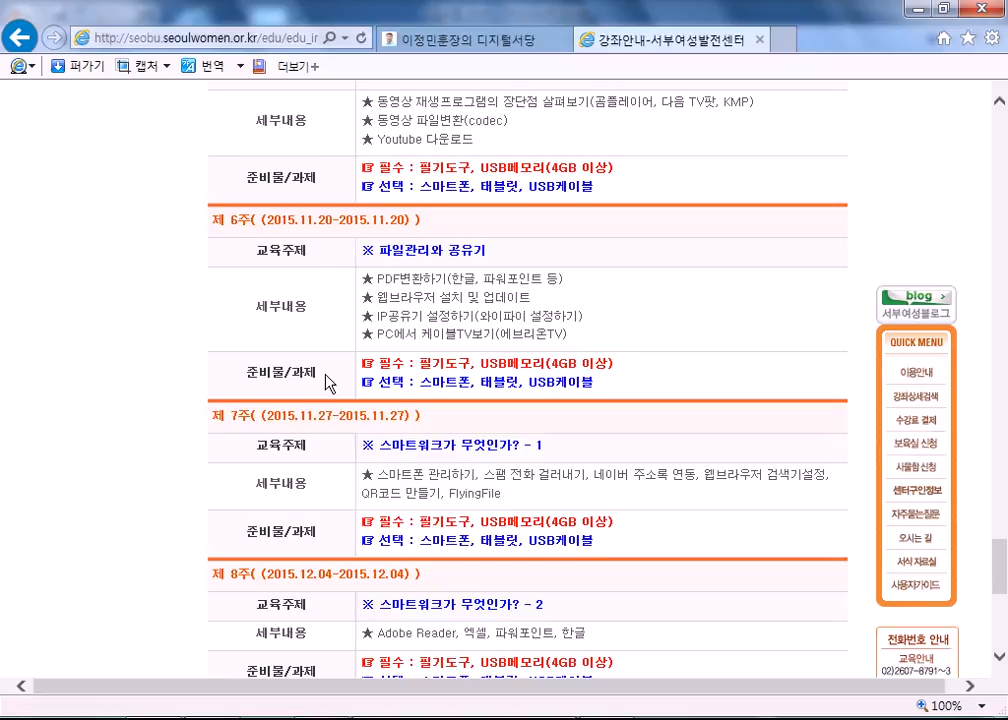 http://seobu.seoulwomen.or.kr/edu/edu_ir
이정민훈장의 디지털서당
강좌안내-서부여성발전센터
퍼가기
캡처
번역
더보기+
세부내용
★ 동영상 재생프로그램의 장단점 살펴보기(곰플레이어, 다음 TV팟, KMP)
★ 동영상 파일변환(codec)
★ Youtube 다운로드
준비물/과제
☞ 필수 : 필기도구, USB메모리(4GB 이상)
☞ 선택 : 스마트폰, 태블릿, USB케이블
제 6주( (2015.11.20-2015.11.20) )
교육주제
※ 파일관리와 공유기
세부내용
★ PDF변환하기(한글, 파워포인트 등)
★ 웹브라우저 설치 및 업데이트
★ IP공유기 설정하기(와이파이 설정하기)
★ PC에서 케이블TV보기(에브리온TV)
준비물/과제
☞ 필수 : 필기도구, USB메모리(4GB 이상)
☞ 선택 : 스마트폰, 태블릿, USB케이블
제 7주( (2015.11.27-2015.11.27) )
교육주제
※ 스마트워크가 무엇인가? - 1
세부내용
★ 스마트폰 관리하기, 스팸 전화 걸러내기, 네이버 주소록 연동, 웹브라우저 검색기설정,
QR코드 만들기, FlyingFile
준비물/과제
☞ 필수 : 필기도구, USB메모리(4GB 이상)
☞ 선택 : 스마트폰, 태블릿, USB케이블
제 8주( (2015.12.04-2015.12.04) )
교육주제
※ 스마트워크가 무엇인가? - 2
세부내용
★ Adobe Reader, 엑셀, 파워포인트, 한글
준비물/과제
☞ 필수 : 필기도구, USB메모리(4GB 이상)
blog
서부여성블로그
QUICK MENU
이용안내
강좌상세검색
수강료 결제
보육실 신청
사물함 신청
센터구인정보
자주묻는질문
오시는 길
서식 자료실
사용자가이드
전화번호 안내
교육안내
02)2607-8791~3
100%